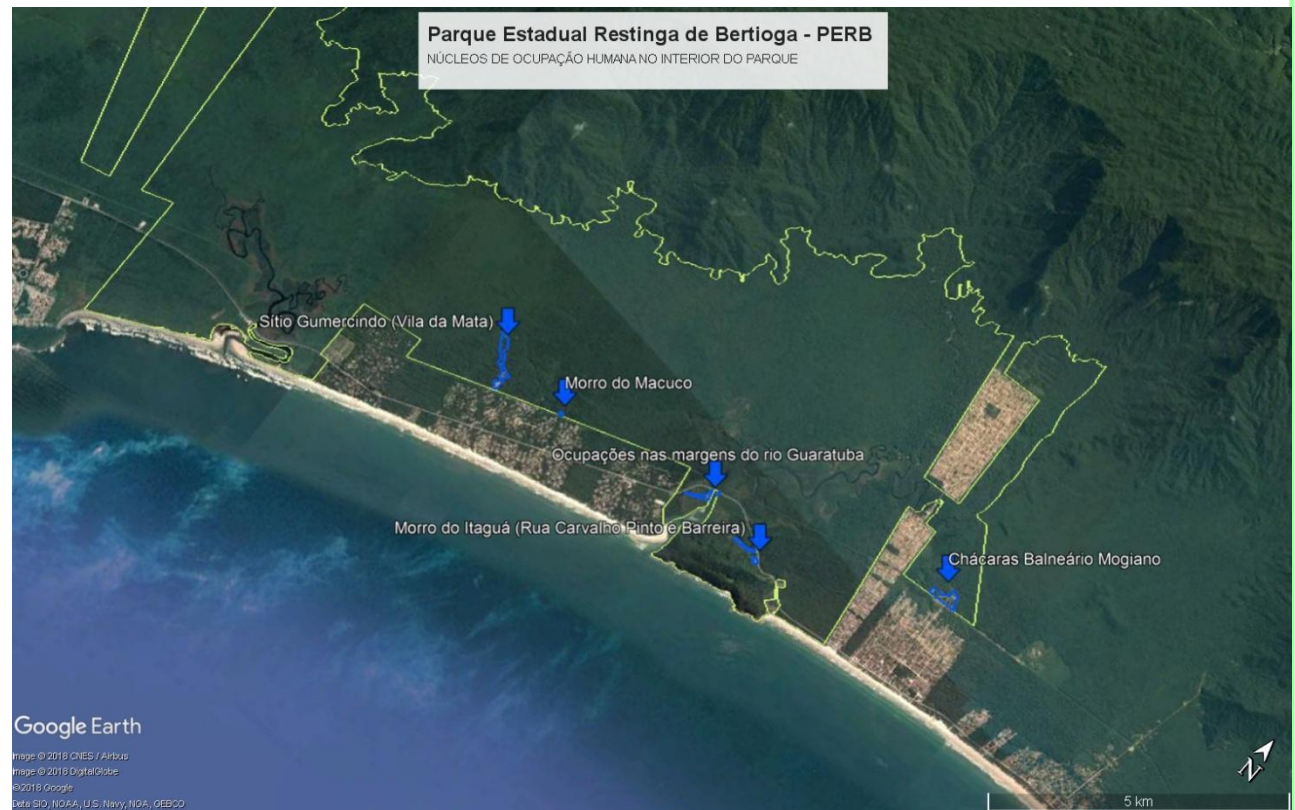 Parque Estadual Restinga de Bertioga - PERB
NÚCLEOS DE OCUPAÇÃO HUMANA NO INTERIOR DO PARQUE
Sítio Gumercindo (Vila da Mata)
Morro do Macuco
Ocupações nas margens do rio Guaratuba
Morro do Itaguá (Rua Carvalho Pinto e Barreira)
Chácaras Balneário Mogiano
Google Earth
Image © 2018 CNES / Airbus
Image © 2018 DigitalGlobe
©2018 Google
Data SIO, NOAA, U.S. Navy, NGA, GEBCO
N
5 km